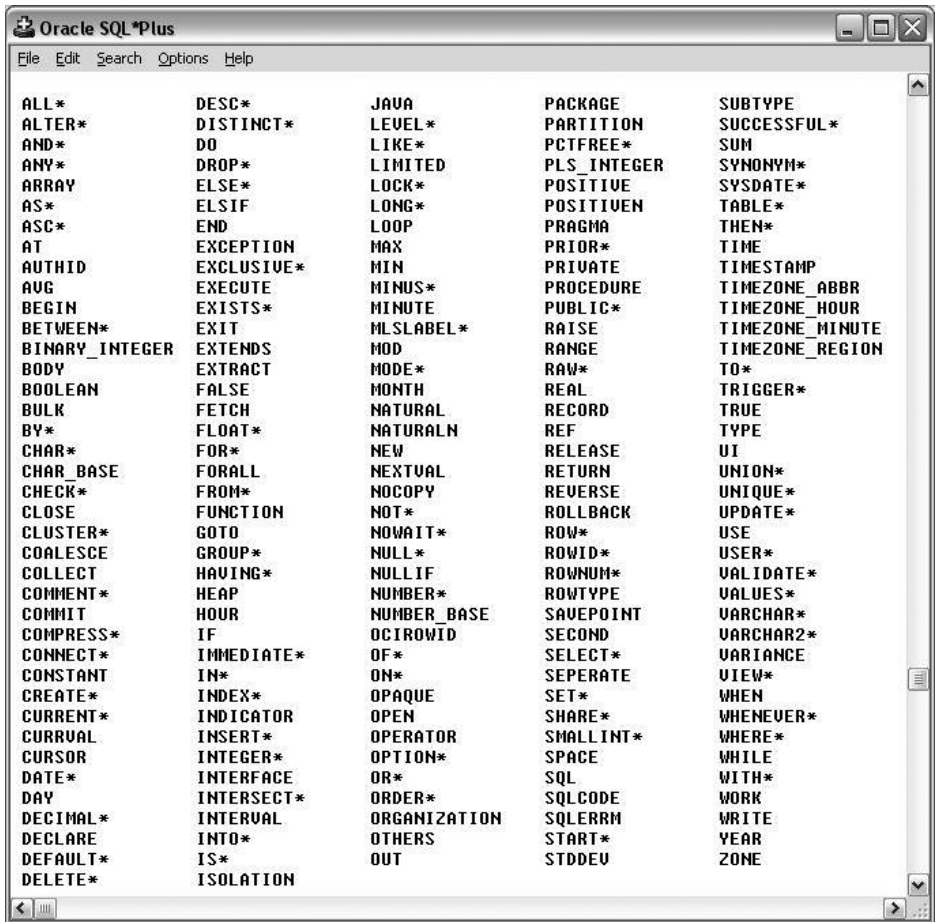 Oracle SQL*Plus
File Edit Search Options Help
ALL* DESC* JAVA PACKAGE SUBTYPE
ALTER* DISTINCT* LEVEL* PARTITION SUCCESSFUL*
AND* DO LIKE* PCTFREE* SUM
ANY* DROP* LIMITED PLS_INTEGER SYNONYM*
ARRAY ELSE* LOCK* POSITIVE SYSDATE*
AS* ELSIF LONG* POSITIVEN TABLE*
ASC* END LOOP PRAGMA THEN*
AT EXCEPTION MAX PRIOR* TIME
AUTHID EXCLUSIVE* MIN PRIVATE TIMESTAMP
AVG EXECUTE MINUS* PROCEDURE TIMEZONE_ABBR
BEGIN EXISTS* MINUTE PUBLIC* TIMEZONE_HOUR
BETWEEN* EXIT MLSLABEL* RAISE TIMEZONE_MINUTE
BINARY_INTEGER EXTENDS MOD RANGE TIMEZONE_REGION
BODY EXTRACT MODE* RAW* TO*
BOOLEAN FALSE MONTH REAL TRIGGER*
BULK FETCH NATURAL RECORD TRUE
BY* FLOAT* NATURALN REF TYPE
CHAR* FOR* NEW RELEASE UI
CHAR_BASE FORALL NEXTVAL RETURN UNION*
CHECK* FROM* NOCOPY REVERSE UNIQUE*
CLOSE FUNCTION NOT* ROLLBACK UPDATE*
CLUSTER* GOTO NOWAIT* ROW* USE
COALESCE GROUP* NULL* ROWID* USER*
COLLECT HAVING* NULLIF ROWNUM* VALIDATE*
COMMENT* HEAP NUMBER* ROWTYPE VALUES*
COMMIT HOUR NUMBER_BASE SAVEPOINT VARCHAR*
COMPRESS* IF OCIROWID SECOND VARCHAR2*
CONNECT* IMMEDIATE* OF* SELECT* VARIANCE
CONSTANT IN* ON* SEPERATE VIEW*
CREATE* INDEX* OPAQUE SET* WHEN
CURRENT* INDICATOR OPEN SHARE* WHENEVER*
CURRVAL INSERT* OPERATOR SMALLINT* WHERE*
CURSOR INTEGER* OPTION* SPACE WHILE
DATE* INTERFACE OR* SQL WITH*
DAY INTERSECT* ORDER* SQLCODE WORK
DECIMAL* INTERVAL ORGANIZATION SQLERRM WRITE
DECLARE INTO* OTHERS START* YEAR
DEFAULT* IS* OUT STDDEV ZONE
DELETE* ISOLATION